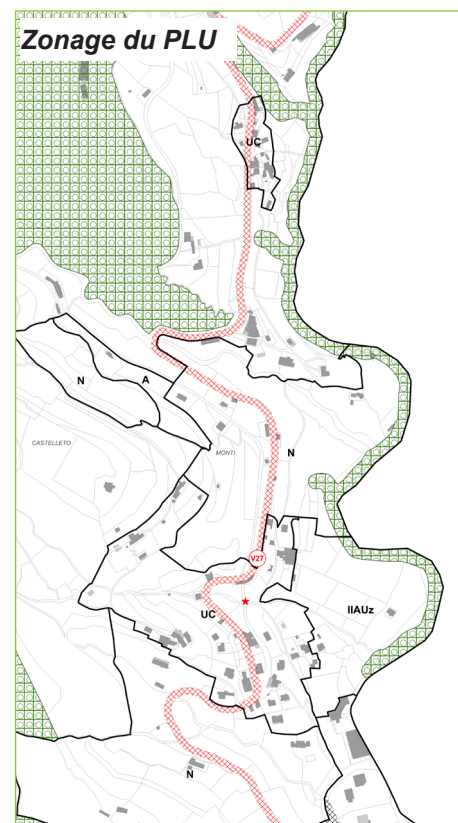 Zonage du PLU
UC
N
A
CASTELLETO
MONTI
N
V27
UC
IIAUz
N